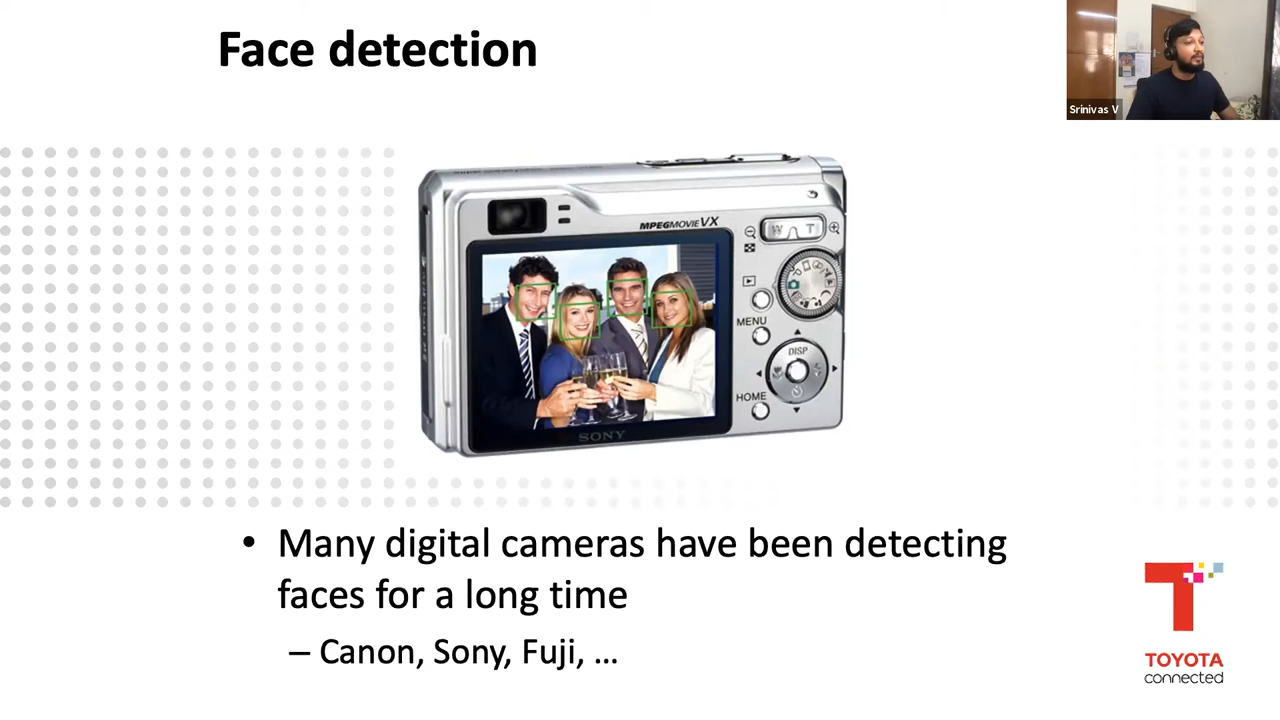 Face detection
Srinivas V
MPEGMOVIE VX
W T
MENU
DISP
HOME
SONY
• Many digital cameras have been detecting
faces for a long time
– Canon, Sony, Fuji, ...
TOYOTA
connected